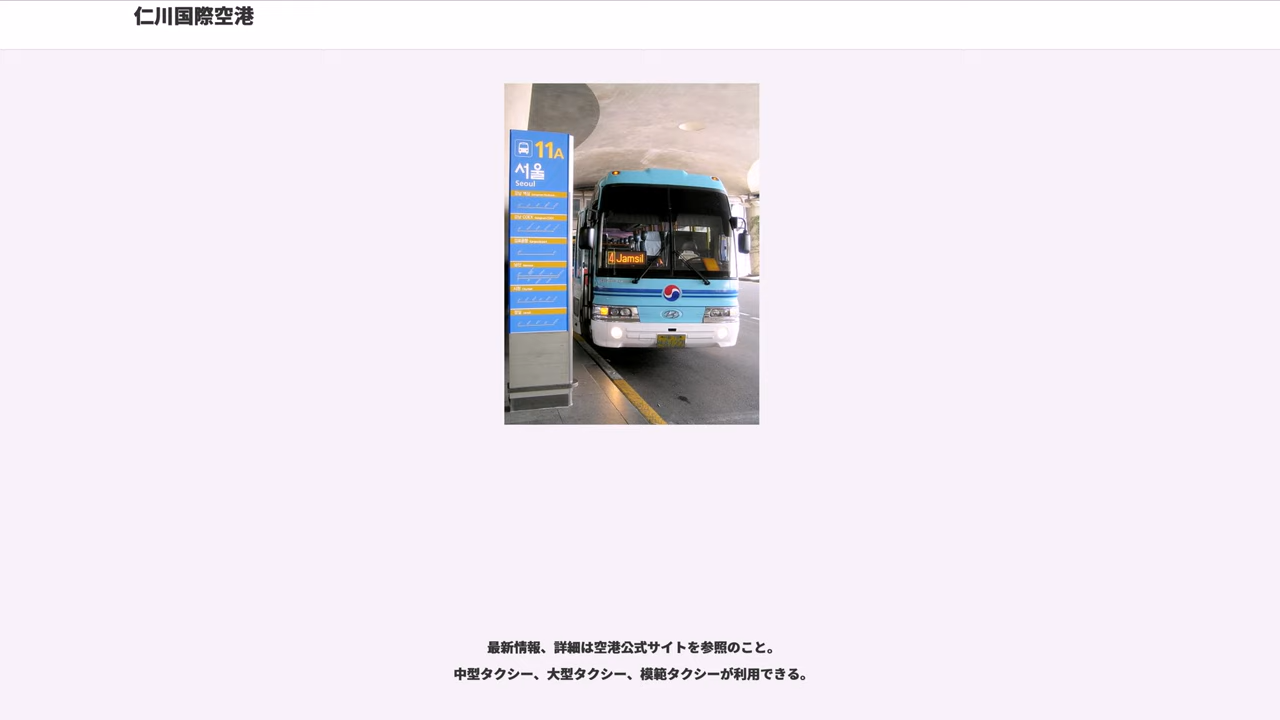 仁川国際空港
11A
서울
Seoul
4 Jamsil
最新情報、詳細は空港公式サイトを参照のこと。
中型タクシー、大型タクシー、模範タクシーが利用できる。